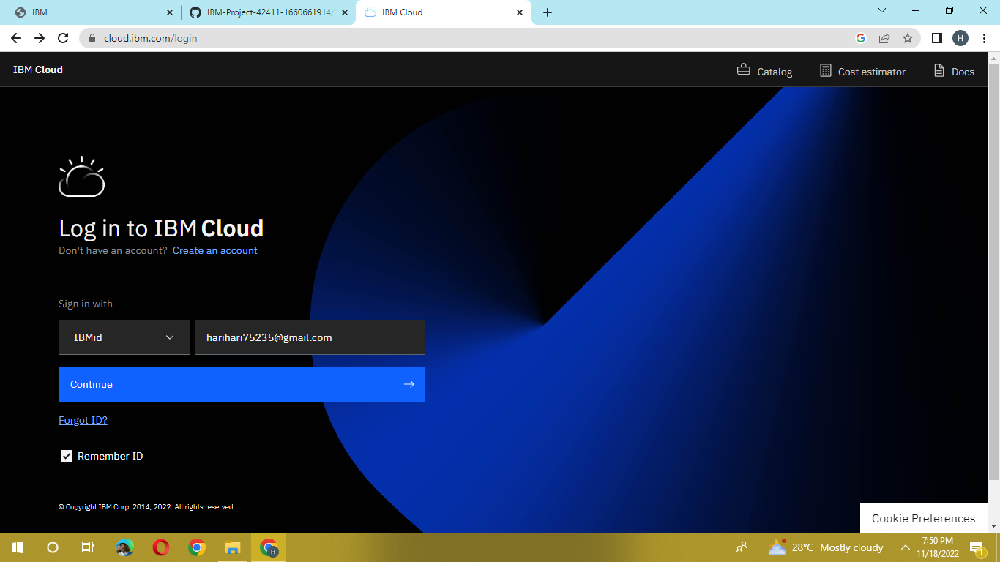 IBM
IBM-Project-42411-1660661914/
IBM Cloud
cloud.ibm.com/login
H
IBM Cloud
Catalog
Cost estimator
Docs
Log in to IBM Cloud
Don't have an account? Create an account
Sign in with
IBMid
harihari75235@gmail.com
Continue
Forgot ID?
Remember ID
© Copyright IBM Corp. 2014, 2022. All rights reserved.
Cookie Preferences
H
28°C Mostly cloudy
7:50 PM
11/18/2022
1